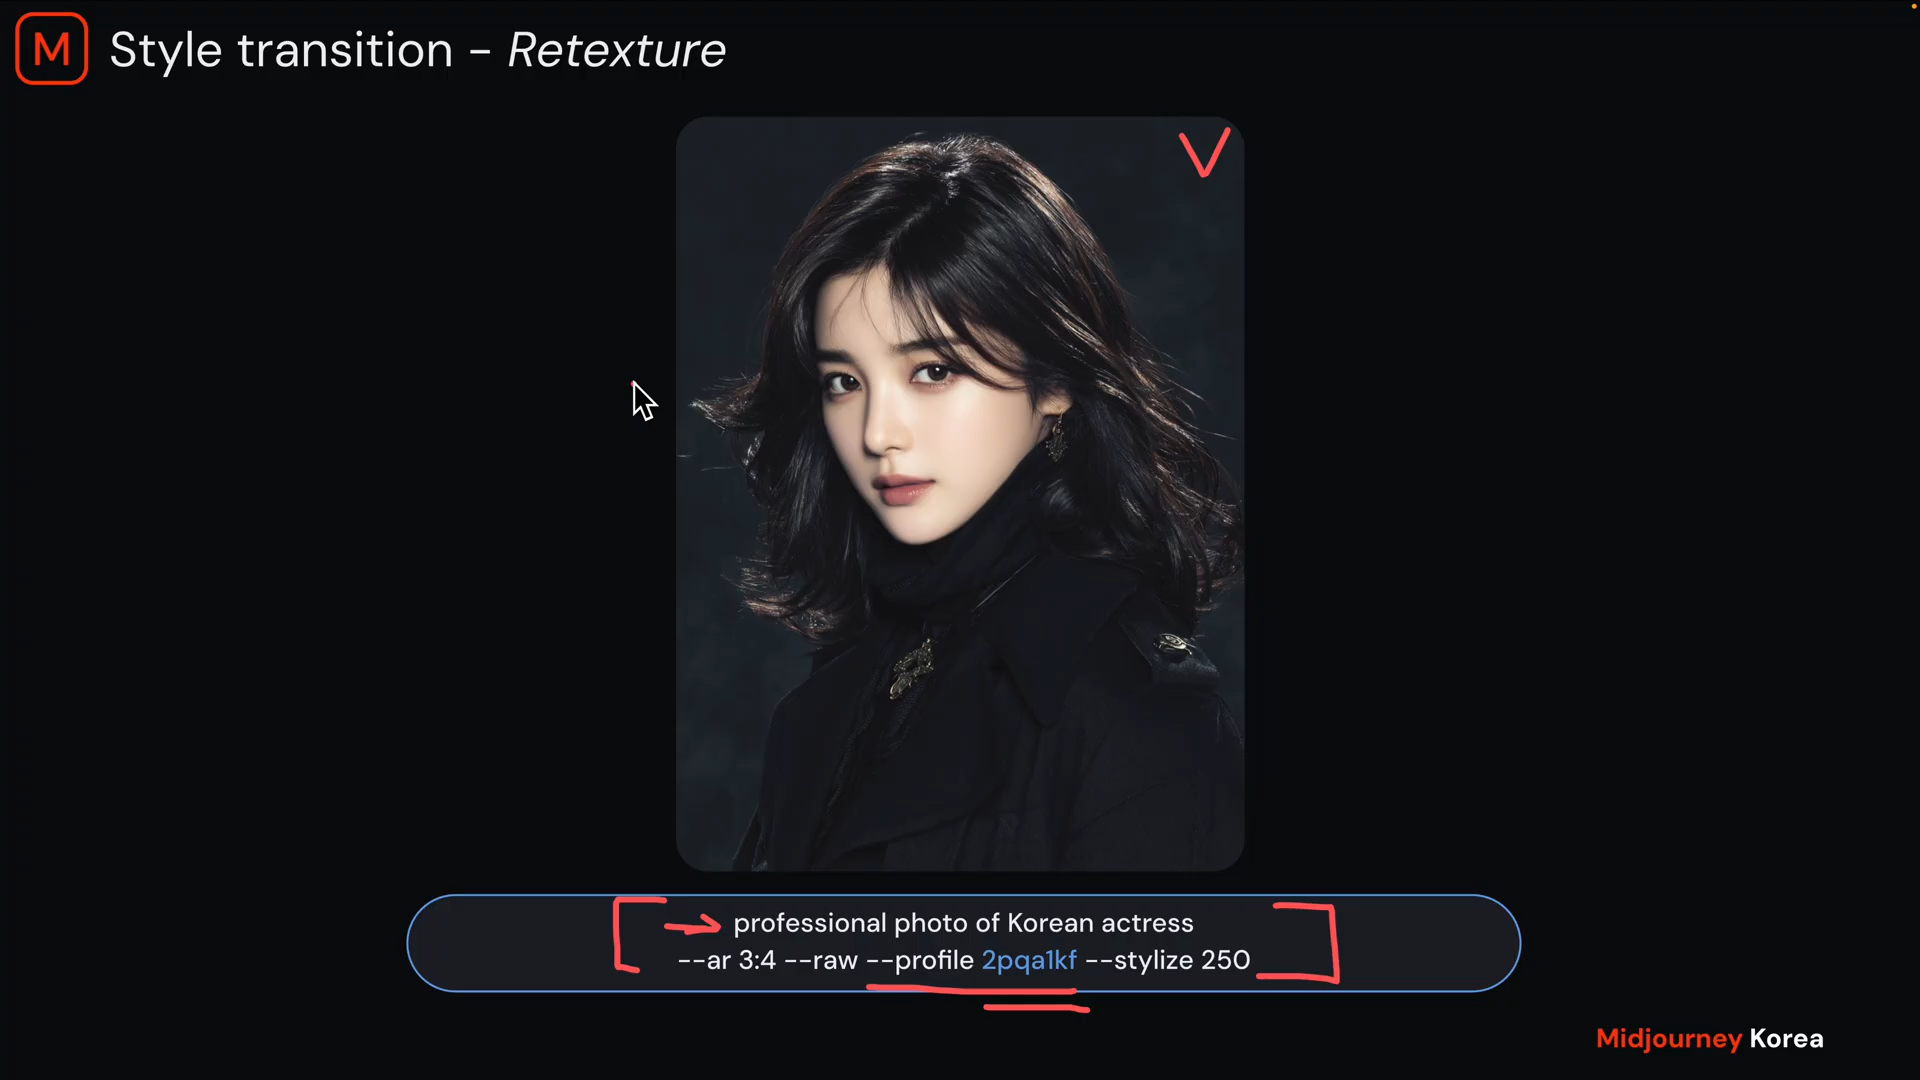 M
Style transition - Retexture
professional photo of Korean actress
--ar 3:4 --raw --profile 2pqa1kf --stylize 250
Midjourney Korea